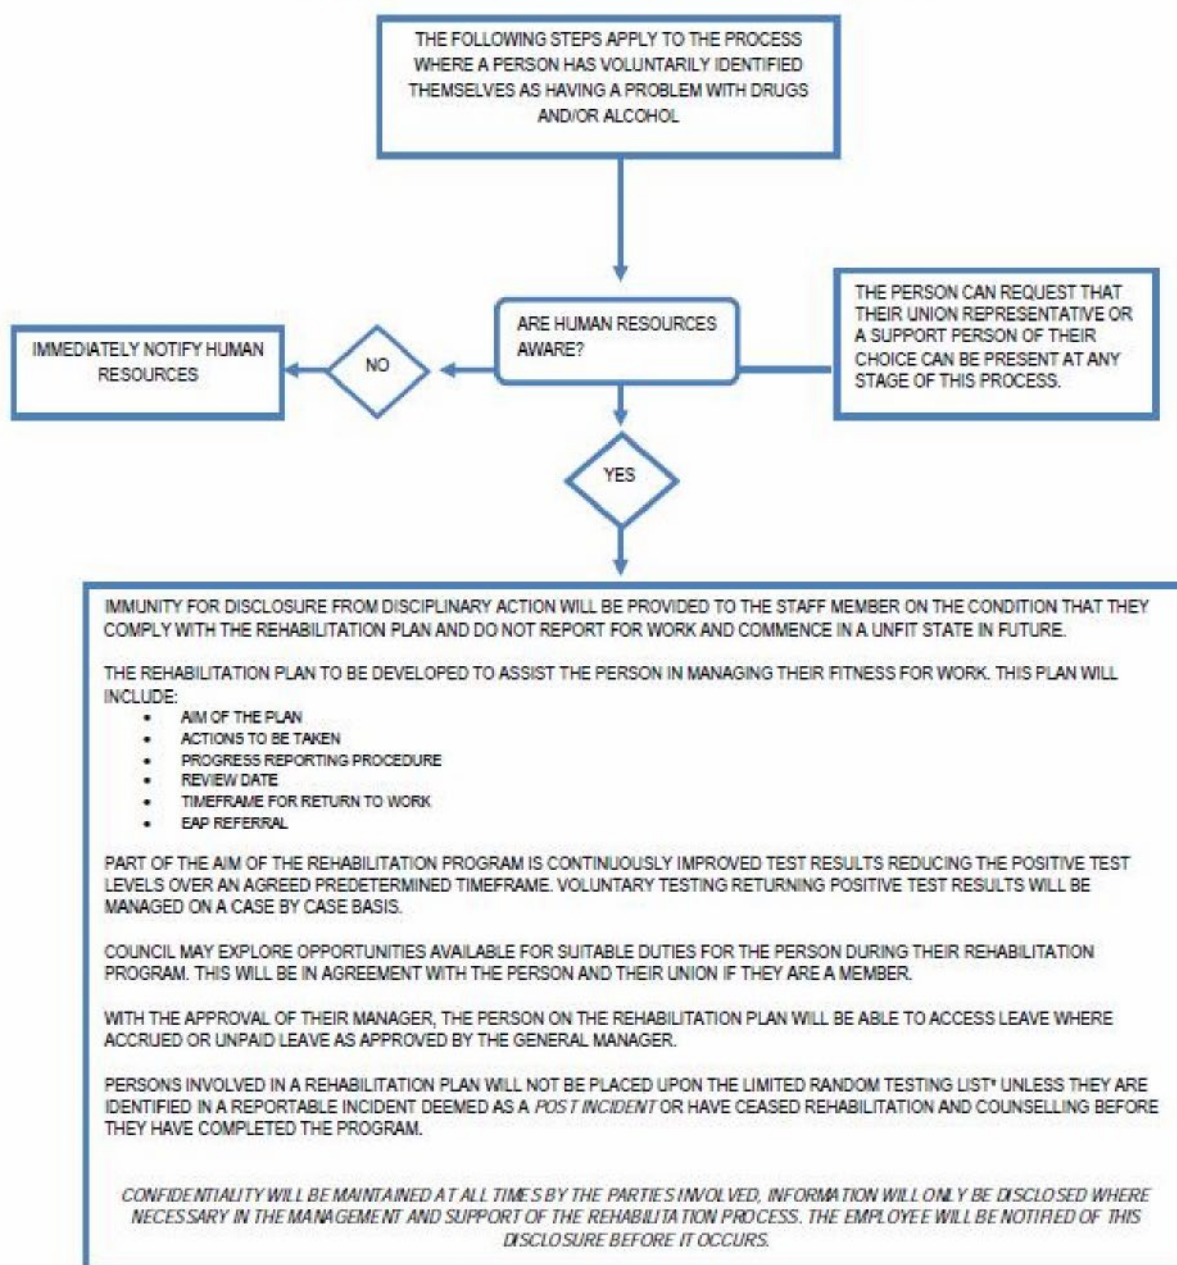 THE FOLLOWING STEPS APPLY TO THE PROCESS
WHERE A PERSON HAS VOLUNTARILY IDENTIFIED
THEMSELVES AS HAVING A PROBLEM WITH DRUGS
AND/OR ALCOHOL
ARE HUMAN RESOURCES
AWARE?
THE PERSON CAN REQUEST THAT
THEIR UNION REPRESENTATIVE OR
A SUPPORT PERSON OF THEIR
CHOICE CAN BE PRESENT AT ANY
STAGE OF THIS PROCESS.
NO
IMMEDIATELY NOTIFY HUMAN
RESOURCES
YES
IMMUNITY FOR DISCLOSURE FROM DISCIPLINARY ACTION WILL BE PROVIDED TO THE STAFF MEMBER ON THE CONDITION THAT THEY
COMPLY WITH THE REHABILITATION PLAN AND DO NOT REPORT FOR WORK AND COMMENCE IN A UNFIT STATE IN FUTURE.
THE REHABILITATION PLAN TO BE DEVELOPED TO ASSIST THE PERSON IN MANAGING THEIR FITNESS FOR WORK. THIS PLAN WILL
INCLUDE:
• AIM OF THE PLAN
• ACTIONS TO BE TAKEN
• PROGRESS REPORTING PROCEDURE
• REVIEW DATE
• TIMEFRAME FOR RETURN TO WORK
• EAP REFERRAL
PART OF THE AIM OF THE REHABILITATION PROGRAM IS CONTINUOUSLY IMPROVED TEST RESULTS REDUCING THE POSITIVE TEST
LEVELS OVER AN AGREED PREDETERMINED TIMEFRAME. VOLUNTARY TESTING RETURNING POSITIVE TEST RESULTS WILL BE
MANAGED ON A CASE BY CASE BASIS.
COUNCIL MAY EXPLORE OPPORTUNITIES AVAILABLE FOR SUITABLE DUTIES FOR THE PERSON DURING THEIR REHABILITATION
PROGRAM. THIS WILL BE IN AGREEMENT WITH THE PERSON AND THEIR UNION IF THEY ARE A MEMBER.
WITH THE APPROVAL OF THEIR MANAGER, THE PERSON ON THE REHABILITATION PLAN WILL BE ABLE TO ACCESS LEAVE WHERE
ACCRUED OR UNPAID LEAVE AS APPROVED BY THE GENERAL MANAGER.
PERSONS INVOLVED IN A REHABILITATION PLAN WILL NOT BE PLACED UPON THE LIMITED RANDOM TESTING LIST* UNLESS THEY ARE
IDENTIFIED IN A REPORTABLE INCIDENT DEEMED AS A POST INCIDENT OR HAVE CEASED REHABILITATION AND COUNSELLING BEFORE
THEY HAVE COMPLETED THE PROGRAM.
CONFIDENTIALITY WILL BE MAINTAINED AT ALL TIMES BY THE PARTIES INVOLVED, INFORMATION WILL ONLY BE DISCLOSED WHERE
NECESSARY IN THE MANAGEMENT AND SUPPORT OF THE REHABILITATION PROCESS. THE EMPLOYEE WILL BE NOTIFIED OF THIS
DISCLOSURE BEFORE IT OCCURS.